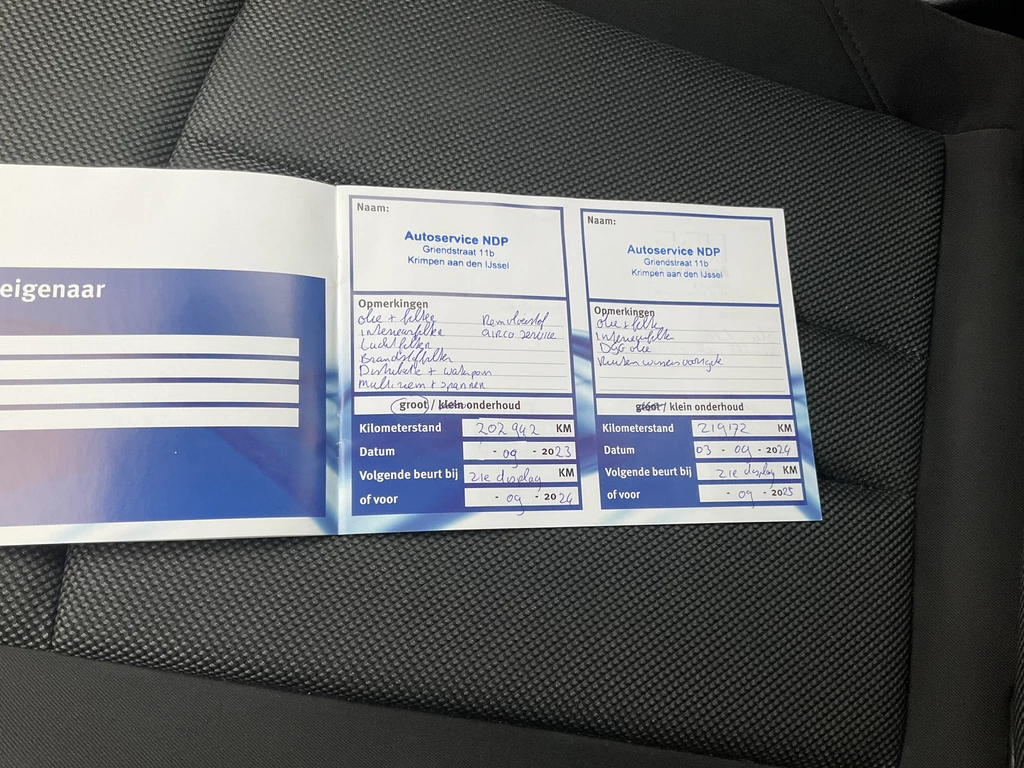 eigenaar
Naam:
Autoservice NDP
Griendstraat 11b
Krimpen aan den IJssel
Opmerkingen
olie + filter Remvloeistof
Interieurfilter airco service
Luchtfilter
Brandstoffilter
Distributie + waterpom
multiriem + spannen
groot / klein onderhoud
Kilometerstand 202942 KM
Datum - 09 - 2023
Volgende beurt bij zie display KM
of voor - 09 - 2024
Naam:
Autoservice NDP
Griendstraat 11b
Krimpen aan den IJssel
Opmerkingen
olie + filter
Interieurfilter
DSG olie
Ruitenwissers
groot / klein onderhoud
Kilometerstand 219172 KM
Datum 03 - 09 - 2024
Volgende beurt bij zie display KM
of voor - 09 - 2025